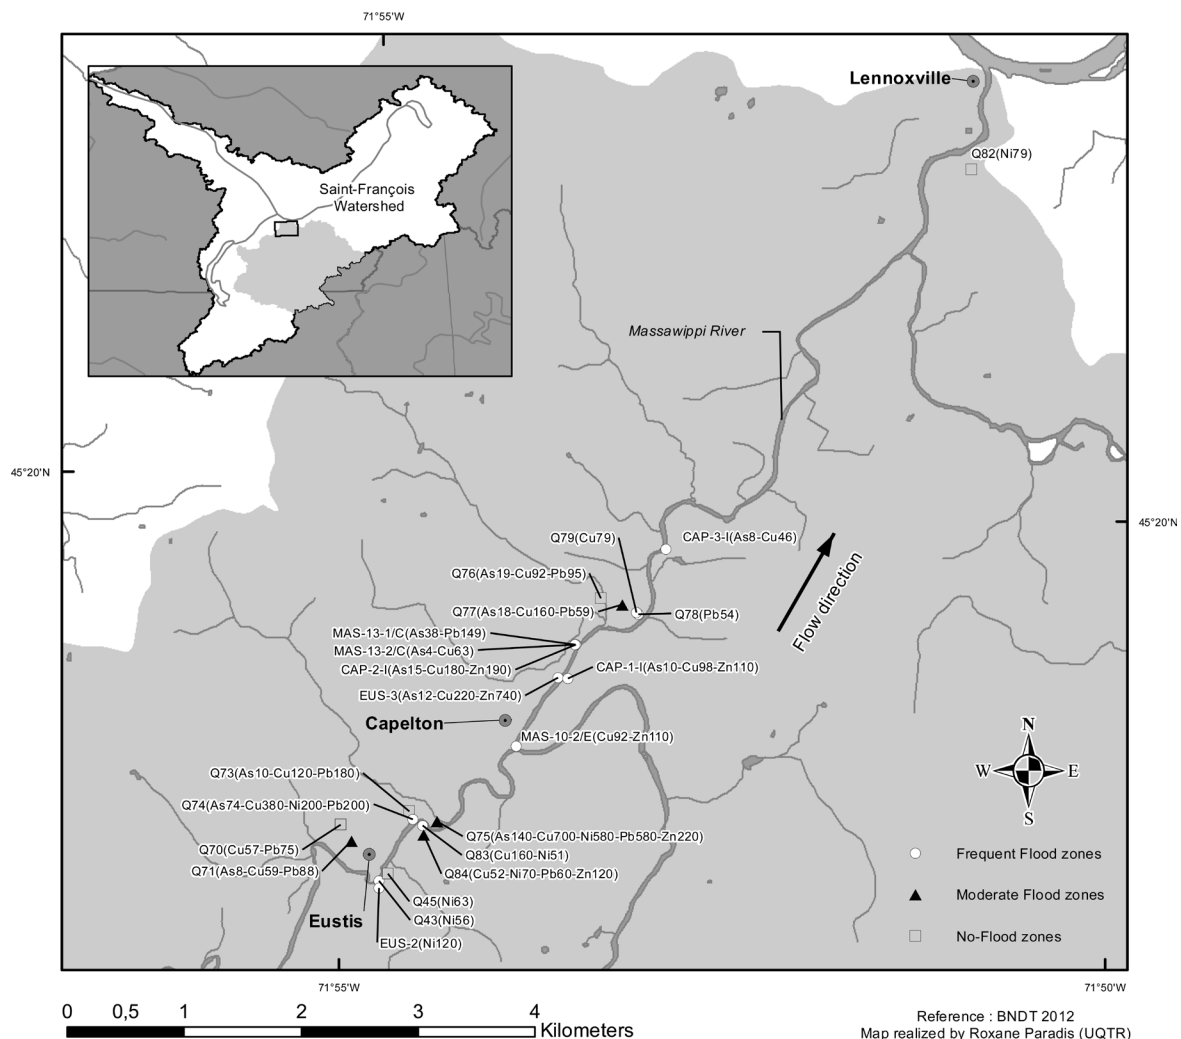 71°55'W
Lennoxville
Q82(Ni79)
Saint-François
Watershed
Massawippi River
45°20'N
45°20'N
Q79(Cu79)
CAP-3-I(As8-Cu46)
Q76(As19-Cu92-Pb95)
Q77(As18-Cu160-Pb59)
Q78(Pb54)
Flow direction
MAS-13-1/C(As38-Pb149)
MAS-13-2/C(As4-Cu63)
CAP-2-I(As15-Cu180-Zn190)
CAP-1-I(As10-Cu98-Zn110)
EUS-3(As12-Cu220-Zn740)
Capelton
MAS-10-2/E(Cu92-Zn110)
N
W
E
S
Q73(As10-Cu120-Pb180)
Q74(As74-Cu380-Ni200-Pb200)
Q75(As140-Cu700-Ni580-Pb580-Zn220)
Q70(Cu57-Pb75)
Q83(Cu160-Ni51)
Q71(As8-Cu59-Pb88)
Q84(Cu52-Ni70-Pb60-Zn120)
Q45(Ni63)
Eustis
Q43(Ni56)
EUS-2(Ni120)
Frequent Flood zones
Moderate Flood zones
No-Flood zones
71°55'W
71°50'W
0 0,5 1 2 3 4
Kilometers
Reference : BNDT 2012
Map realized by Roxane Paradis (UQTR)